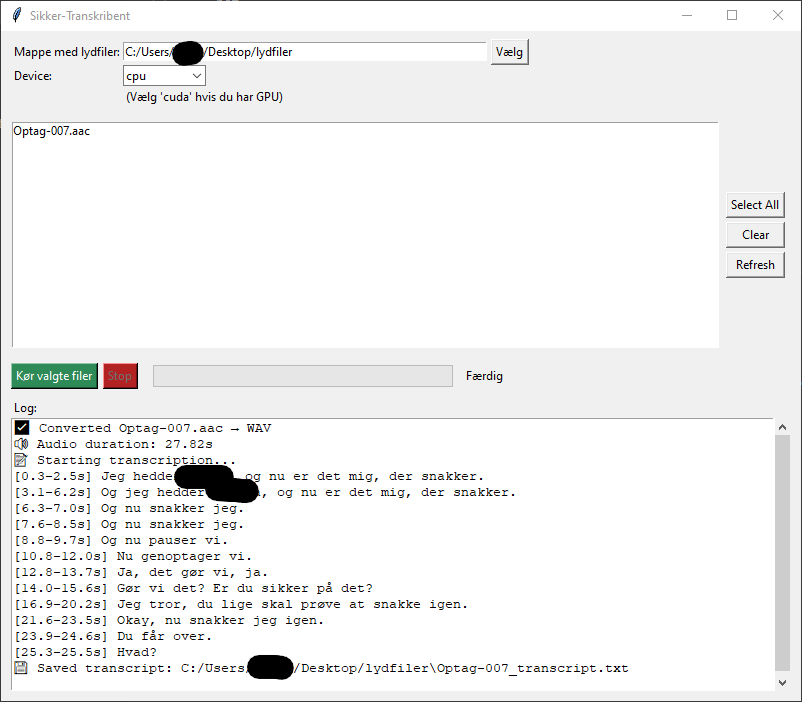 Sikker-Transkribent
Mappe med lydfiler: C:/Users/ /Desktop/lydfiler Vælg
Device: cpu
(Vælg 'cuda' hvis du har GPU)
Optag-007.aac
Select All
Clear
Refresh
Kør valgte filer Stop Færdig
Log:
Converted Optag-007.aac → WAV
Audio duration: 27.82s
Starting transcription...
[0.3-2.5s] Jeg hedde , og nu er det mig, der snakker.
[3.1-6.2s] Og jeg hedder , og nu er det mig, der snakker.
[6.3-7.0s] Og nu snakker jeg.
[7.6-8.5s] Og nu snakker jeg.
[8.8-9.7s] Og nu pauser vi.
[10.8-12.0s] Nu genoptager vi.
[12.8-13.7s] Ja, det gør vi, ja.
[14.0-15.6s] Gør vi det? Er du sikker på det?
[16.9-20.2s] Jeg tror, du lige skal prøve at snakke igen.
[21.6-23.5s] Okay, nu snakker jeg igen.
[23.9-24.6s] Du får over.
[25.3-25.5s] Hvad?
Saved transcript: C:/Users/ /Desktop/lydfiler\Optag-007_transcript.txt